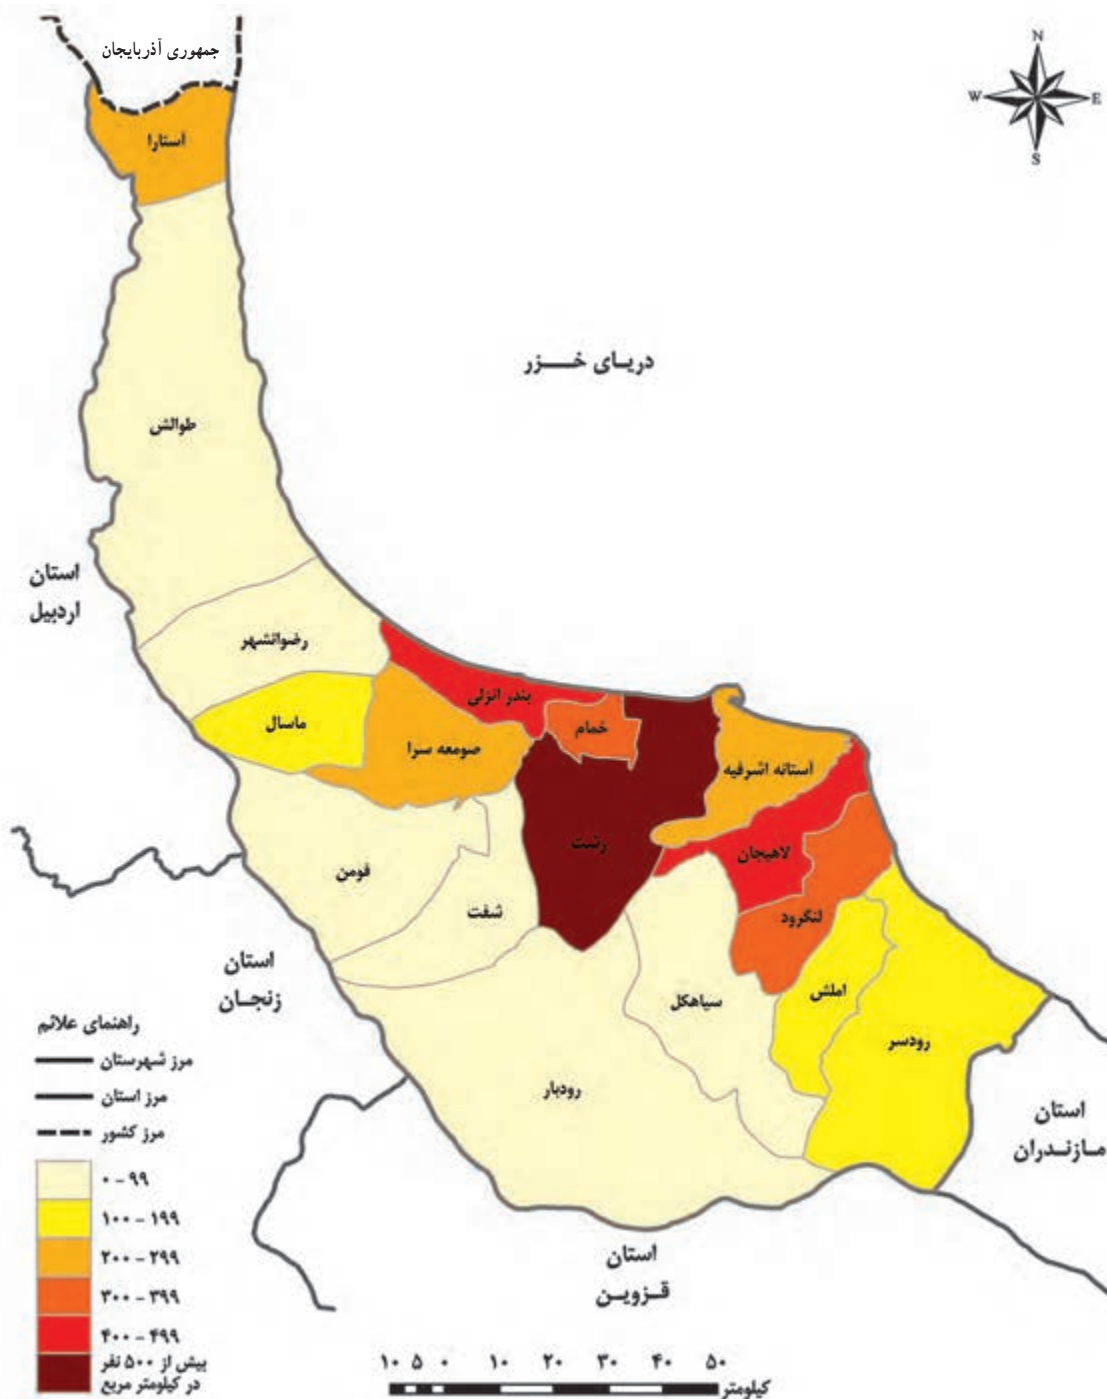 جمهوری آذربایجان
N
W
E
S
آستارا
دریـای خـــزر
طوالش
استان
اردبیل
رضوانشهر
بندر انزلی
خمام
ماسال
صومعه سرا
آستانه اشرفیه
رشت
لاهیجان
فومن
شفت
لنگرود
استان
زنجـان
سیاهکل
املش
رودسر
رودبار
استان
مـازنـدران
استان
قـزویـن
راهنمای علائم
مرز شهرستان
مرز استان
مرز کشور
۰ - ۹۹
۱۰۰ - ۱۹۹
۲۰۰ - ۲۹۹
۳۰۰ - ۳۹۹
۴۰۰ - ۴۹۹
بیش از ۵۰۰ نفر
در کیلومتر مربع
۱۰ ۵ ۰ ۱۰ ۲۰ ۳۰ ۴۰ ۵۰
کیلومتر